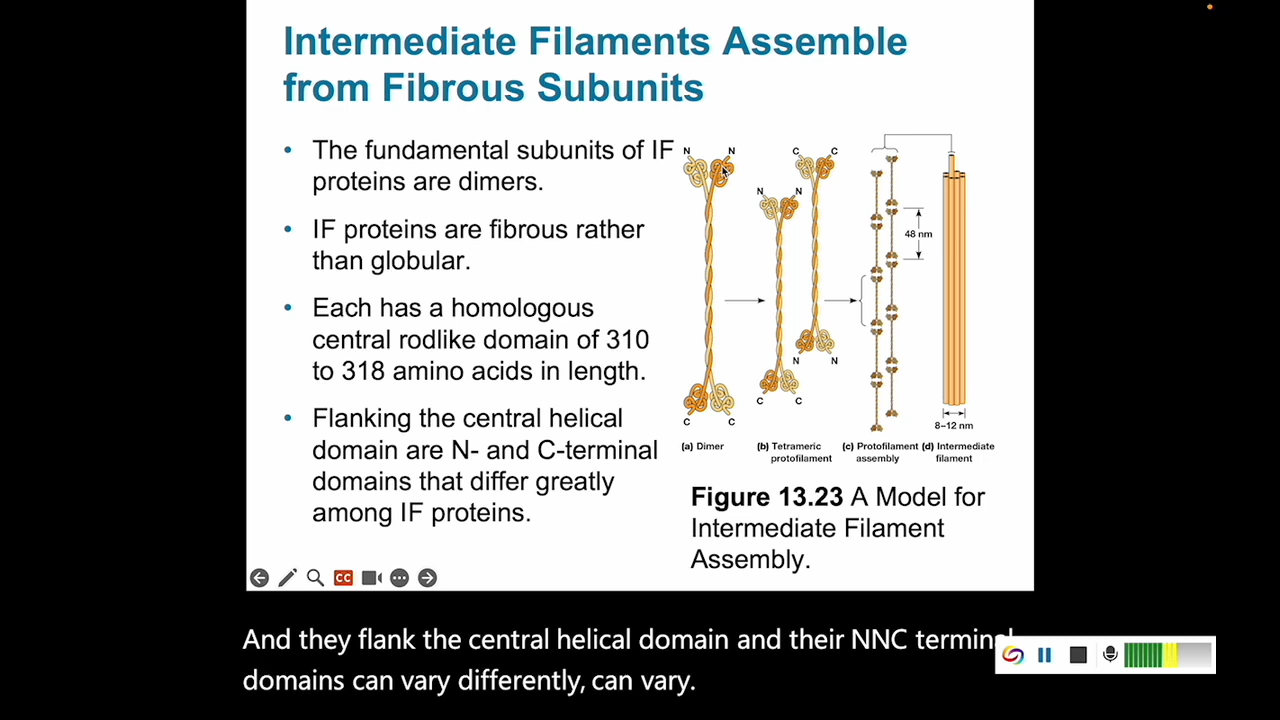 Intermediate Filaments Assemble
from Fibrous Subunits
• The fundamental subunits of IF
proteins are dimers.
• IF proteins are fibrous rather
than globular.
• Each has a homologous
central rodlike domain of 310
to 318 amino acids in length.
• Flanking the central helical
domain are N- and C-terminal
domains that differ greatly
among IF proteins.
N N
C C
N N
C C
C C
N N
48 nm
8–12 nm
(a) Dimer
(b) Tetrameric
protofilament
(c) Protofilament
assembly
(d) Intermediate
filament
Figure 13.23 A Model for
Intermediate Filament
Assembly.
CC
And they flank the central helical domain and their NNC terminal
domains can vary differently, can vary.